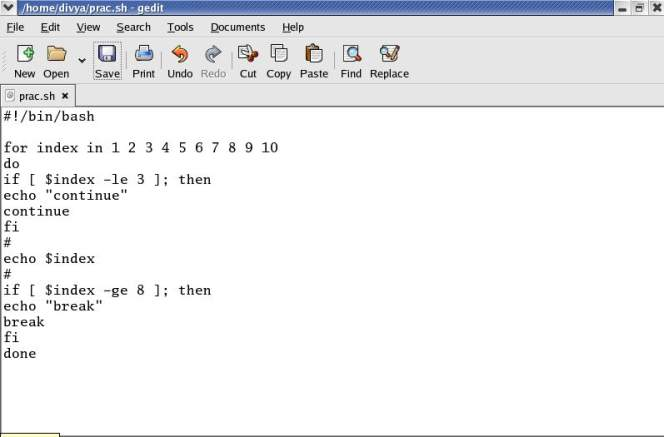 /home/divya/prac.sh - gedit
File Edit View Search Tools Documents Help
New Open Save Print Undo Redo Cut Copy Paste Find Replace
prac.sh
#!/bin/bash
for index in 1 2 3 4 5 6 7 8 9 10
do
if [ $index -le 3 ]; then
echo "continue"
continue
fi
#
echo $index
#
if [ $index -ge 8 ]; then
echo "break"
break
fi
done